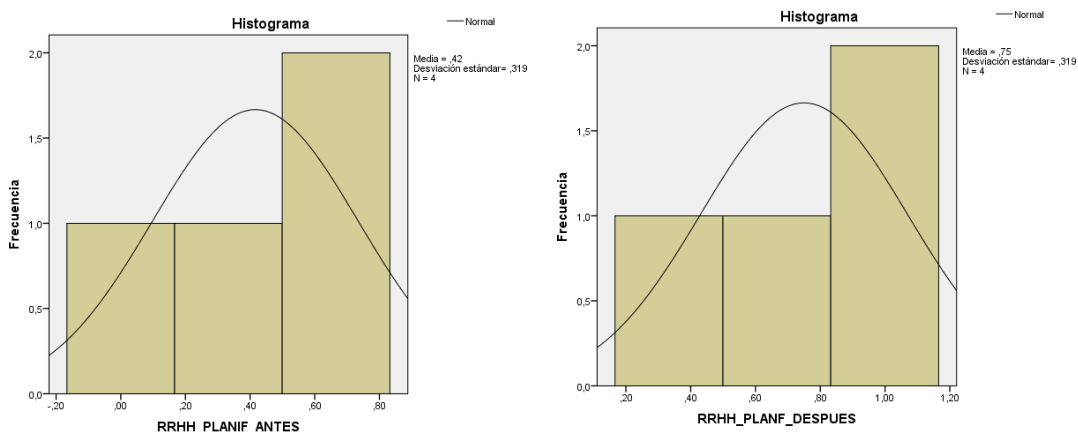 Histograma
Normal
2,0
1,5
1,0
0,5
0,0
Frecuencia
-,20 ,00 ,20 ,40 ,60 ,80
RRHH_PLANIF_ANTES
Media = ,42
Desviación estándar= ,319
N = 4
Histograma
Normal
2,0
1,5
1,0
0,5
0,0
Frecuencia
,20 ,40 ,60 ,80 1,00 1,20
RRHH_PLANF_DESPUES
Media = ,75
Desviación estándar= ,319
N = 4